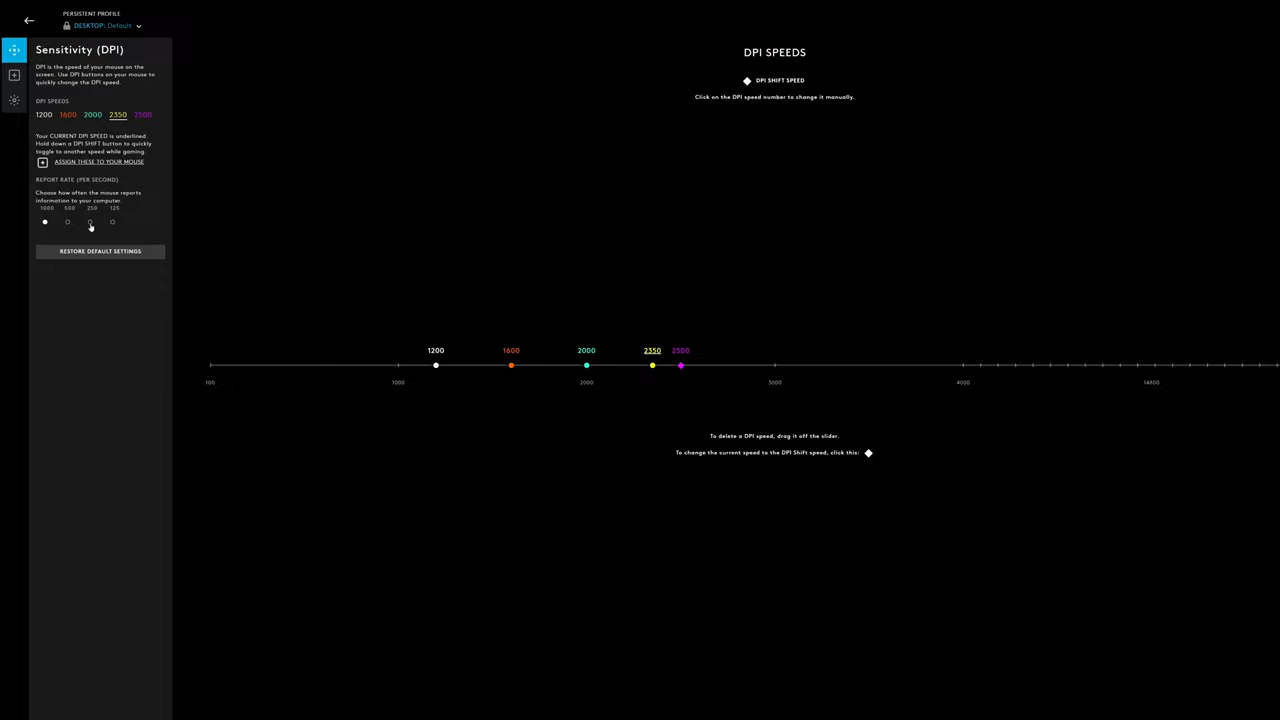 PERSISTENT PROFILE
DESKTOP: Default
Sensitivity (DPI)
DPI is the speed of your mouse on the
screen. Use DPI buttons on your mouse to
quickly change the DPI speed.
DPI SPEEDS
1200 1600 2000 2350 2500
Your CURRENT DPI SPEED is underlined.
Hold down a DPI SHIFT button to quickly
toggle to another speed while gaming.
ASSIGN THESE TO YOUR MOUSE
REPORT RATE (PER SECOND)
Choose how often the mouse reports
information to your computer.
1000 500 250 125
RESTORE DEFAULT SETTINGS
DPI SPEEDS
DPI SHIFT SPEED
Click on the DPI speed number to change it manually.
1200 1600 2000 2350 2500
100 1000 2000 3000 4000 14800
To delete a DPI speed, drag it off the slider.
To change the current speed to the DPI Shift speed, click this: